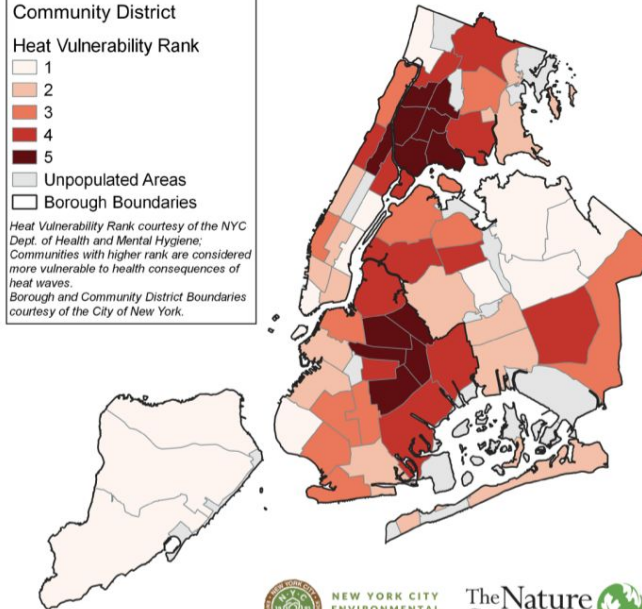 Community District
Heat Vulnerability Rank
1
2
3
4
5
Unpopulated Areas
Borough Boundaries
Heat Vulnerability Rank courtesy of the NYC
Dept. of Health and Mental Hygiene;
Communities with higher rank are considered
more vulnerable to health consequences of
heat waves.
Borough and Community District Boundaries
courtesy of the City of New York.
NYC
NEW YORK CITY
ENVIRONMENTAL
The Nature